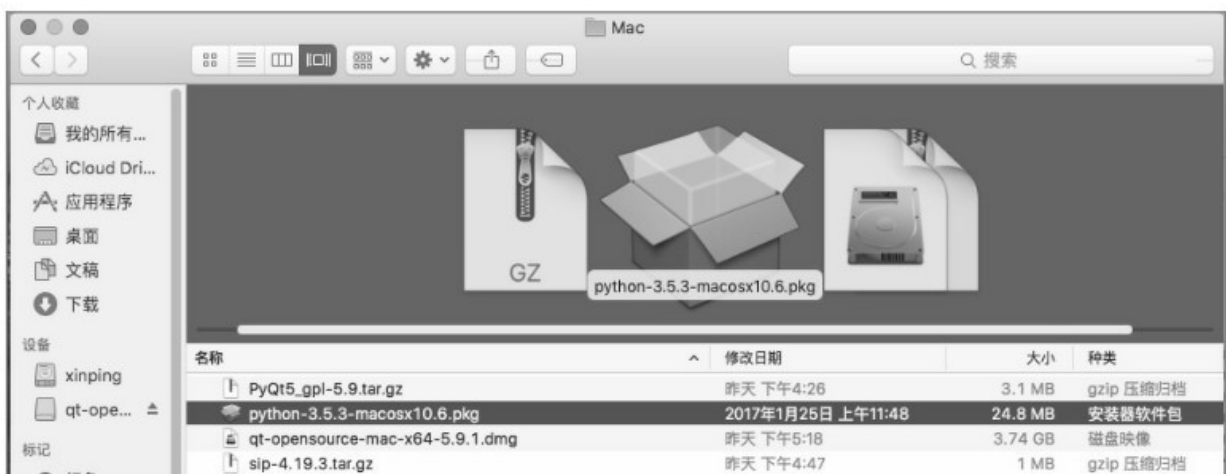 Mac
搜索
个人收藏
我的所有...
iCloud Dri...
应用程序
桌面
文稿
下载
设备
xinping
qt-ope...
标记
GZ
python-3.5.3-macosx10.6.pkg
名称 修改日期 大小 种类
PyQt5_gpl-5.9.tar.gz 昨天 下午4:26 3.1 MB gzip 压缩归档
python-3.5.3-macosx10.6.pkg 2017年1月25日 上午11:48 24.8 MB 安装器软件包
qt-opensource-mac-x64-5.9.1.dmg 昨天 下午5:18 3.74 GB 磁盘映像
sip-4.19.3.tar.gz 昨天 下午4:47 1 MB gzip 压缩归档